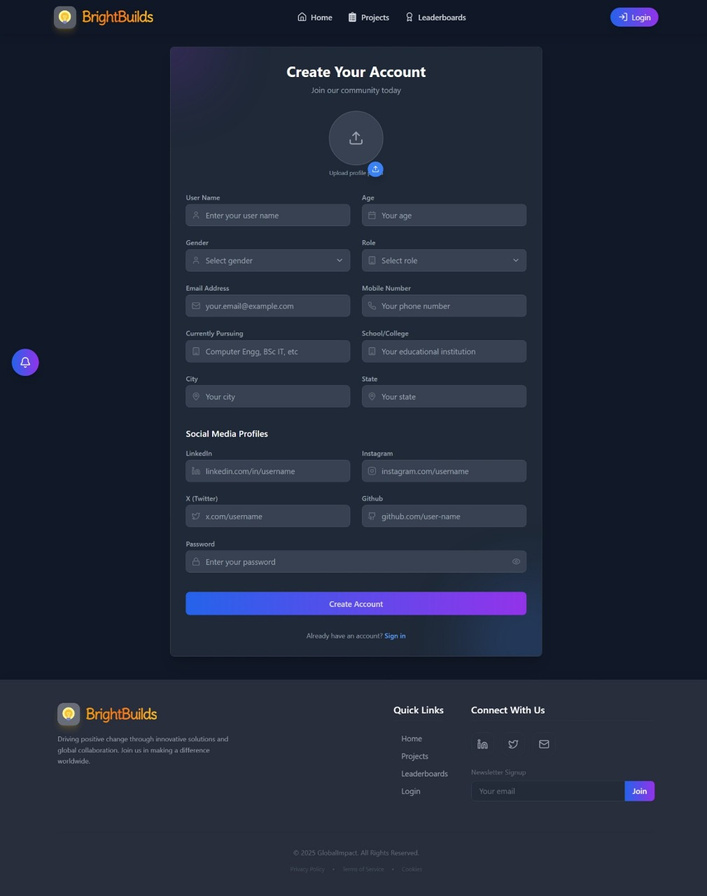 BrightBuilds
Home
Projects
Leaderboards
Login
Create Your Account
Join our community today
Upload profile
User Name
Age
Enter your user name
Your age
Gender
Role
Select gender
Select role
Email Address
Mobile Number
your.email@example.com
Your phone number
Currently Pursuing
School/College
Computer Engg, BSc IT, etc
Your educational institution
City
State
Your city
Your state
Social Media Profiles
LinkedIn
Instagram
linkedin.com/in/username
instagram.com/username
X (Twitter)
Github
x.com/username
github.com/user-name
Password
Enter your password
Create Account
Already have an account? Sign in
BrightBuilds
Driving positive change through innovative solutions and
global collaboration. Join us in making a difference
worldwide.
Quick Links
Home
Projects
Leaderboards
Login
Connect With Us
Newsletter Signup
Your email
Join
© 2025 GlobalImpact. All Rights Reserved.
Privacy Policy • Terms of Service • Cookies